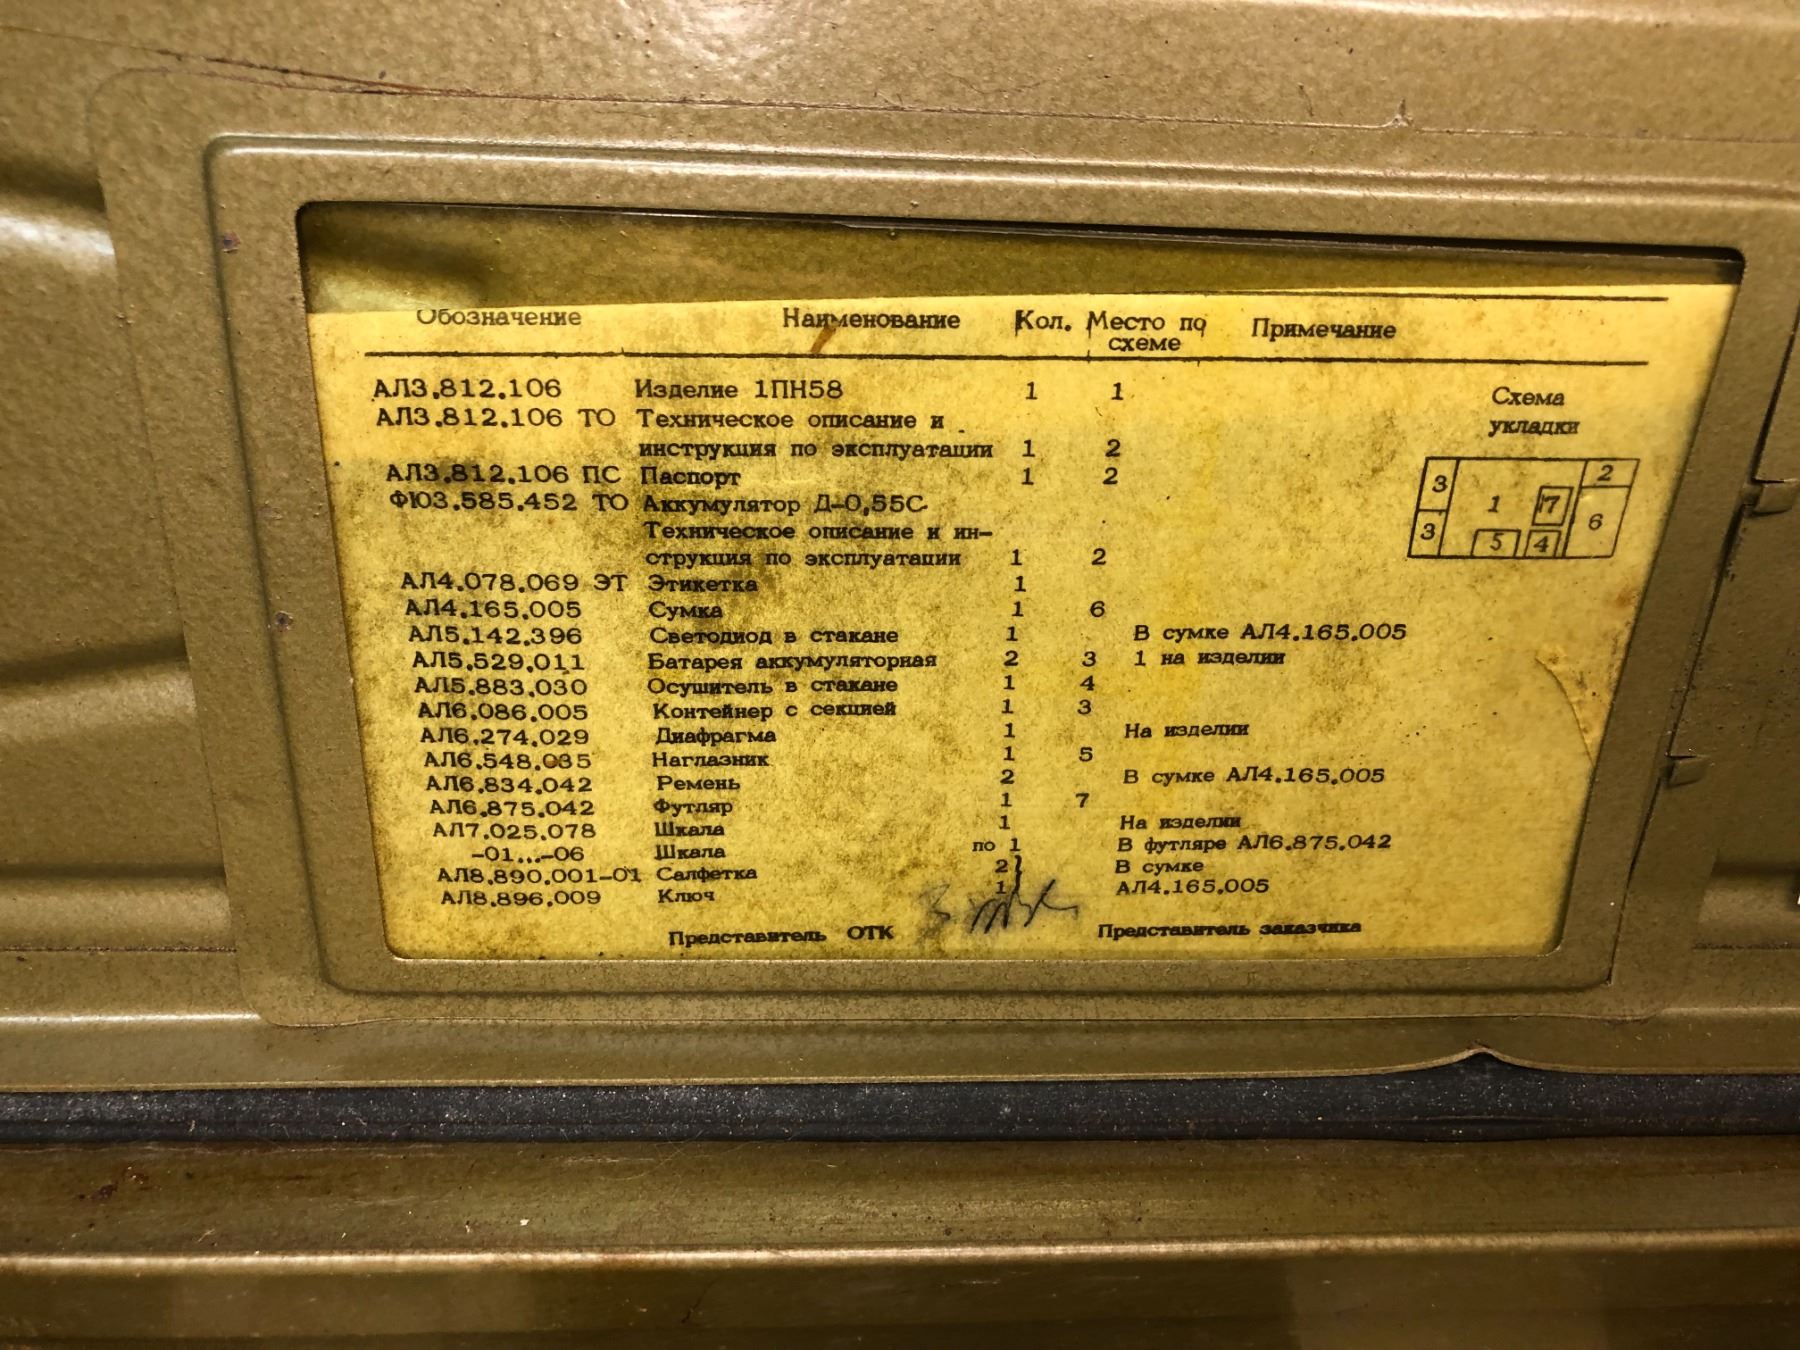 Обозначение Наименование Кол. Место по Примечание
схеме
АЛ3.812.106 Изделие 1ПН58 1 1
Схема
АЛ3.812.106 ТО Техническое описание и
укладки
инструкция по эксплуатации 1 2
АЛ3.812.106 ПС Паспорт 1 2
3 1 17 2
ФЮ3.585.452 ТО Аккумулятор Д-0,55С
3 5 4 6
Техническое описание и ин-
струкция по эксплуатации 1 2
АЛ4.078.069 ЭТ Этикетка 1
АЛ4.165.005 Сумка 1 6
АЛ5.142.396 Светодиод в стакане 1 В сумке АЛ4.165.005
АЛ5.529.011 Батарея аккумуляторная 2 3 1 на изделии
АЛ5.883.030 Осушитель в стакане 1 4
АЛ6.086.005 Контейнер с секцией 1 3
АЛ6.274.029 Диафрагма 1 На изделии
АЛ6.548.035 Наглазник 1 5
АЛ6.834.042 Ремень 2 В сумке АЛ4.165.005
АЛ6.875.042 Футляр 1 7
АЛ7.025.078 Шкала 1 На изделии
-01...-06 Шкала по 1 В футляре АЛ6.875.042
АЛ8.890.001-01 Салфетка 2 В сумке
АЛ8.896.009 Ключ 1 АЛ4.165.005
Представитель ОТК Представитель заказчика